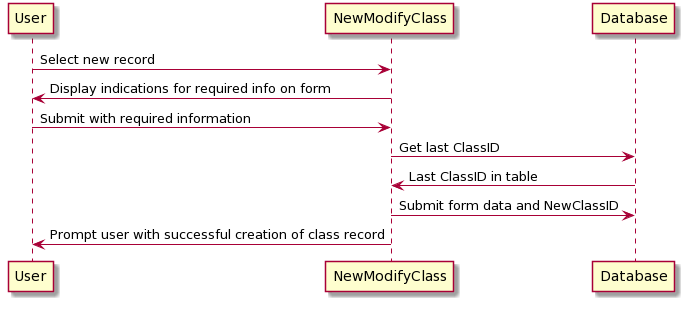 User NewModifyClass Database
Select new record
Display indications for required info on form
Submit with required information
Get last ClassID
Last ClassID in table
Submit form data and NewClassID
Prompt user with successful creation of class record
User NewModifyClass Database